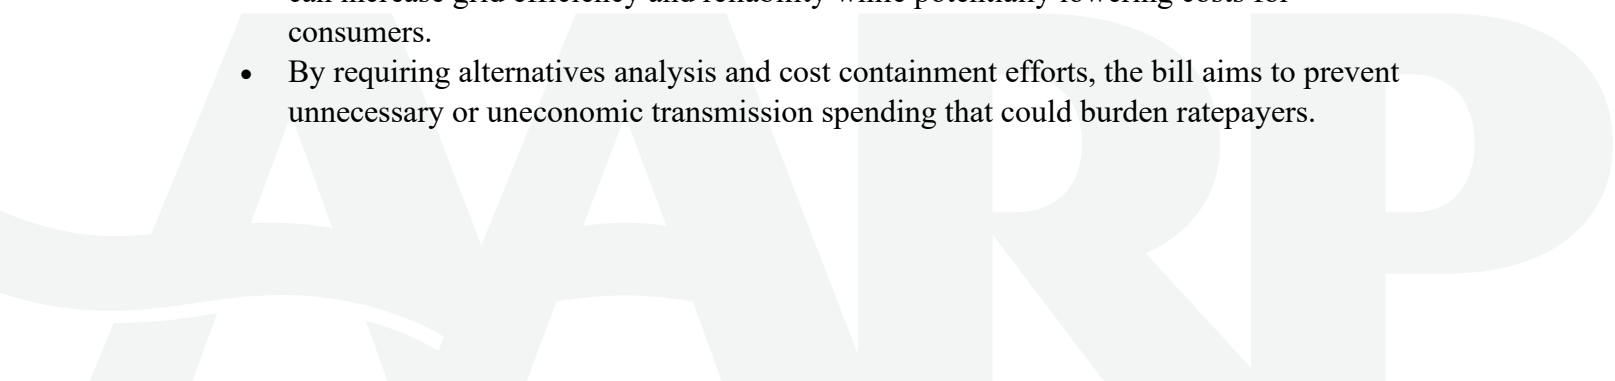 can increase grid efficiency and reliability while potentially lowering costs for
consumers.
• By requiring alternatives analysis and cost containment efforts, the bill aims to prevent
unnecessary or uneconomic transmission spending that could burden ratepayers.
AARP